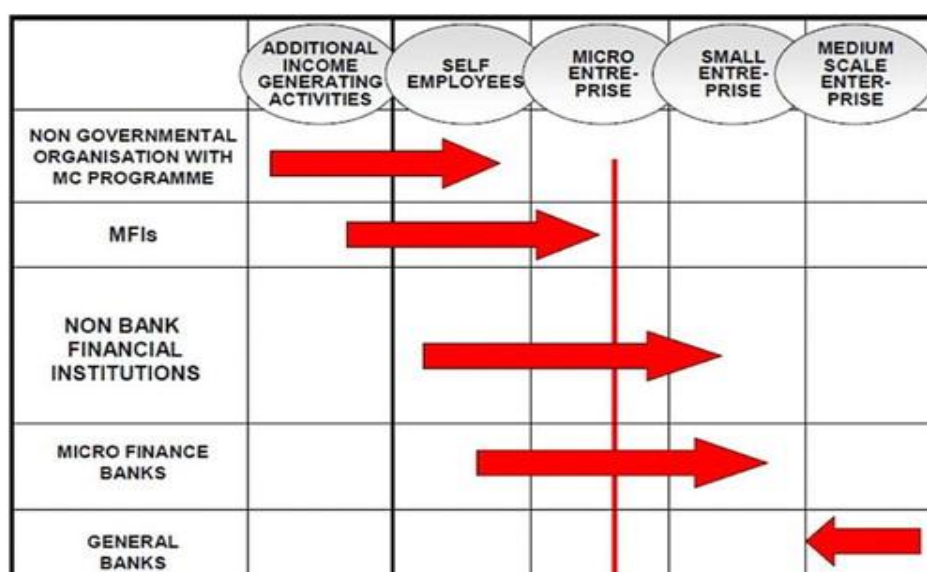 ADDITIONAL
INCOME
GENERATING
ACTIVITIES
SELF
EMPLOYEES
MICRO
ENTRE-
PRISE
SMALL
ENTRE-
PRISE
MEDIUM
SCALE
ENTER-
PRISE
NON GOVERNMENTAL
ORGANISATION WITH
MC PROGRAMME
MFIs
NON BANK
FINANCIAL
INSTITUTIONS
MICRO FINANCE
BANKS
GENERAL
BANKS